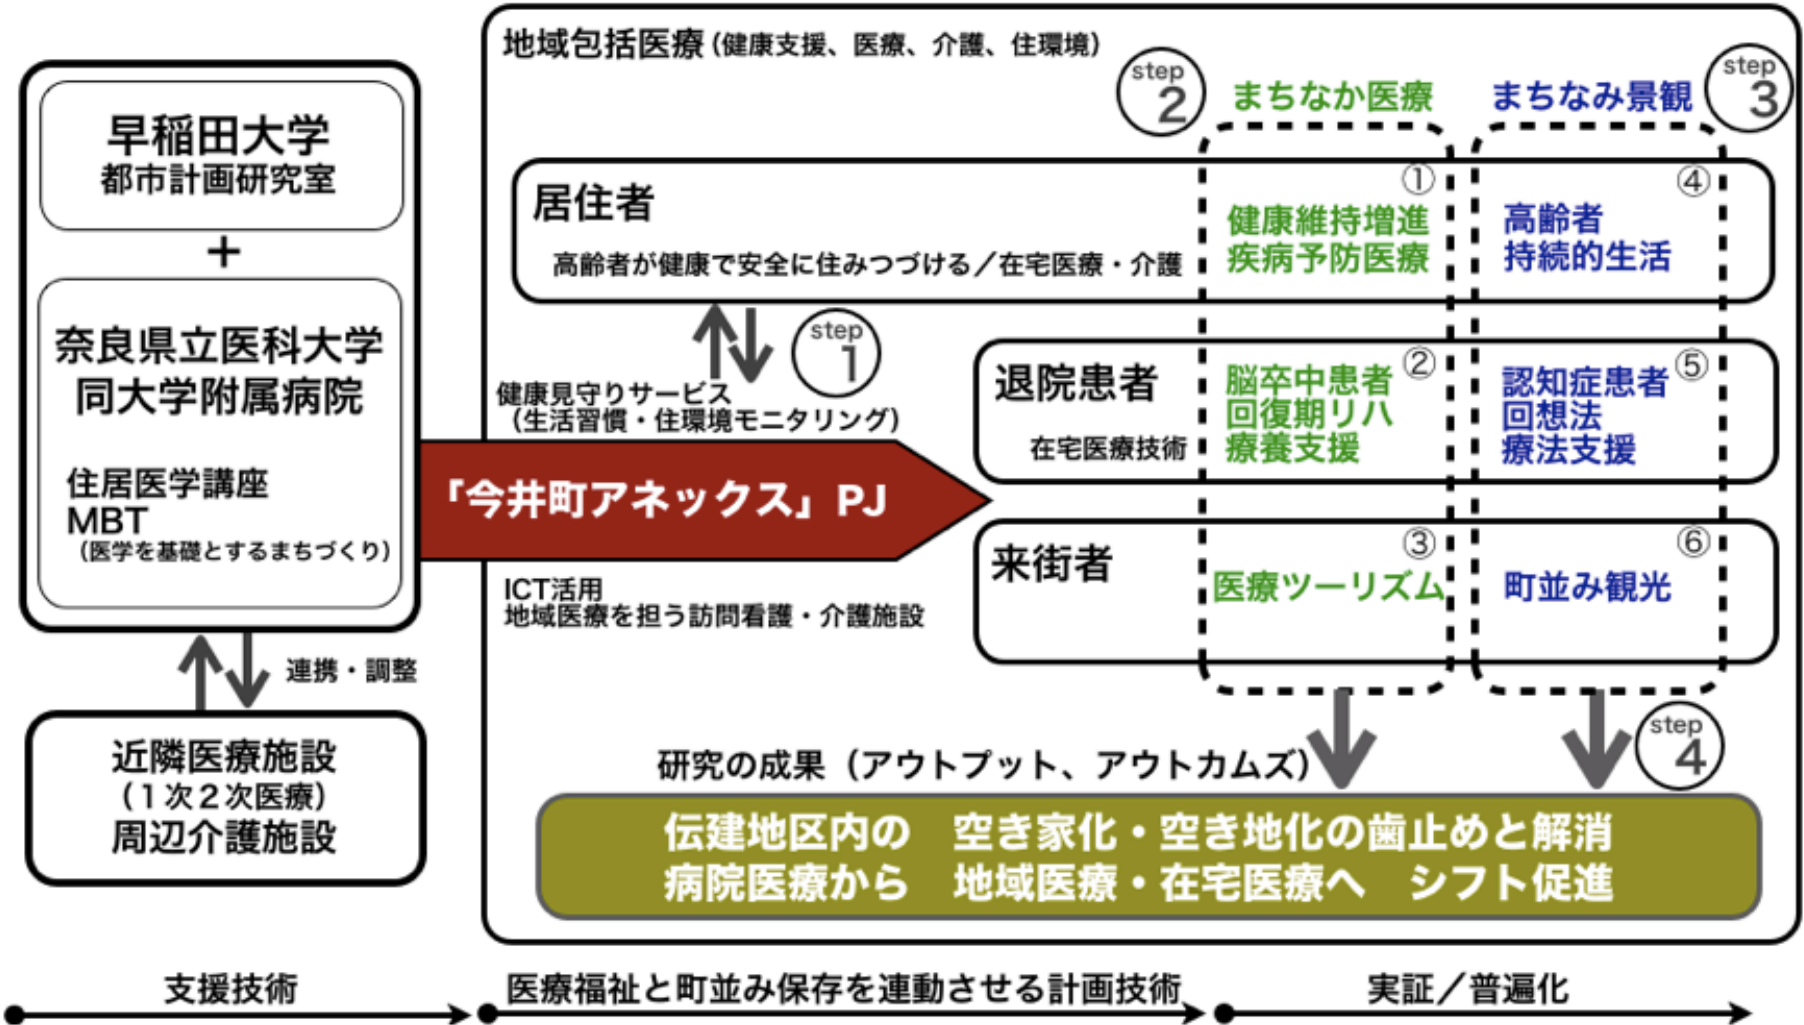 早稲田大学
都市計画研究室
+
奈良県立医科大学
同大学附属病院
住居医学講座
MBT
（医学を基礎とするまちづくり）
連携・調整
近隣医療施設
（１次２次医療）
周辺介護施設
地域包括医療（健康支援、医療、介護、住環境）
step
2
まちなか医療
まちなみ景観
step
3
居住者
高齢者が健康で安全に住みつづける／在宅医療・介護
①
健康維持増進
疾病予防医療
④
高齢者
持続的生活
step
1
健康見守りサービス
（生活習慣・住環境モニタリング）
「今井町アネックス」PJ
ICT活用
地域医療を担う訪問看護・介護施設
退院患者
在宅医療技術
②
脳卒中患者
回復期リハ
療養支援
⑤
認知症患者
回想法
療法支援
来街者
③
医療ツーリズム
⑥
町並み観光
step
4
研究の成果（アウトプット、アウトカムズ）
伝建地区内の　空き家化・空き地化の歯止めと解消
病院医療から　地域医療・在宅医療へ　シフト促進
支援技術
医療福祉と町並み保存を連動させる計画技術
実証／普遍化